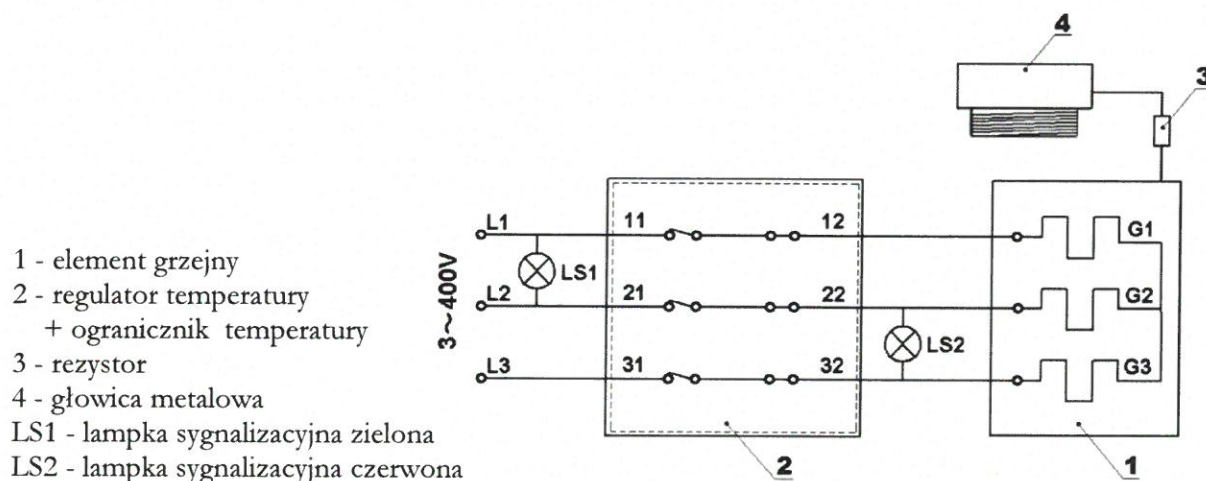 4
3
L1
11
12
G1
LS1
L2
21
22
G2
3~400V
LS2
L3
31
32
G3
2
1
1 - element grzejny
2 - regulator temperatury
+ ogranicznik temperatury
3 - rezystor
4 - głowica metalowa
LS1 - lampka sygnalizacyjna zielona
LS2 - lampka sygnalizacyjna czerwona